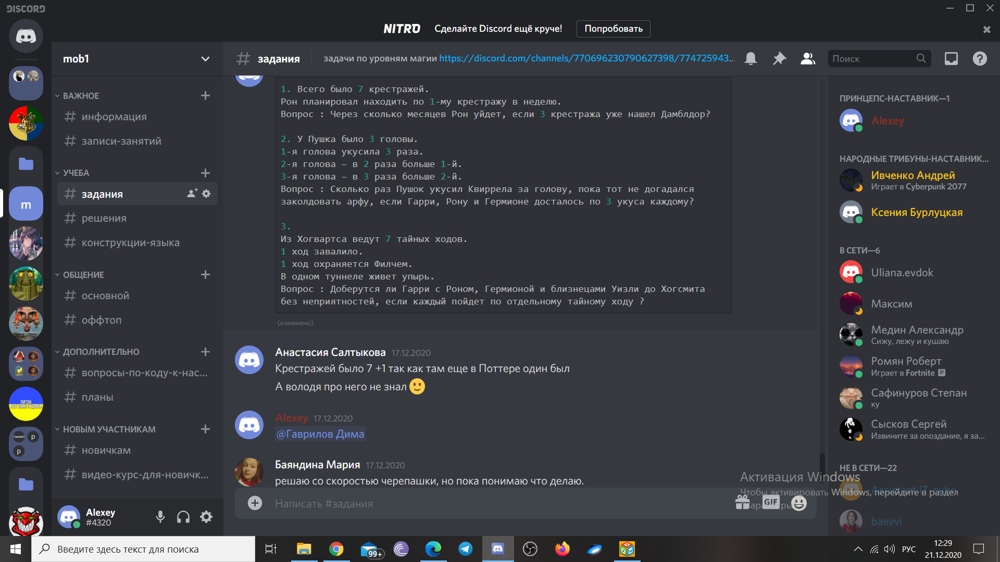 DISCORD
NITRO Сделайте Discord ещё круче! Попробовать
mob1
# задания задачи по уровням магии https://discord.com/channels/770696230790627398/774725943...
Поиск
ВАЖНОЕ
информация
записи-занятий
УЧЕБА
задания
решения
конструкции-языка
ОБЩЕНИЕ
основной
оффтоп
ДОПОЛНИТЕЛЬНО
вопросы-по-коду-к-нас...
планы
НОВЫМ УЧАСТНИКАМ
новичкам
видео-курс-для-новичк...
Alexey
#4320
m
ПИТОН
НЕТ БЛИН ГАДЮКА
р
р
1. Всего было 7 крестражей.
Рон планировал находить по 1-му крестражу в неделю.
Вопрос : Через сколько месяцев Рон уйдет, если 3 крестража уже нашел Дамблдор?
2. У Пушка было 3 головы.
1-я голова укусила 3 раза.
2-я голова – в 2 раза больше 1-й.
3-я голова – в 3 раза больше 2-й.
Вопрос : Сколько раз Пушок укусил Квиррела за голову, пока тот не догадался
заколдовать арфу, если Гарри, Рону и Гермионе досталось по 3 укуса каждому?
3.
Из Хогвартса ведут 7 тайных ходов.
1 ход завалило.
1 ход охраняется Филчем.
В одном туннеле живет упырь.
Вопрос : Доберутся ли Гарри с Роном, Гермионой и близнецами Уизли до Хогсмита
без неприятностей, если каждый пойдет по отдельному тайному ходу ?
(изменено)
Анастасия Салтыкова 17.12.2020
Крестражей было 7 +1 так как там еще в Поттере один был
А володя про него не знал
Alexey 17.12.2020
@Гаврилов Дима
Баяндина Мария 17.12.2020
решаю со скоростью черепашки, но пока понимаю что делаю.
Написать #задания
GIF
ПРИНЦЕПС-НАСТАВНИК—1
Alexey
НАРОДНЫЕ ТРИБУНЫ-НАСТАВНИК...
Ивченко Андрей
Играет в Cyberpunk 2077
Ксения Бурлуцкая
В СЕТИ—6
Uliana.evdok
Максим
Медин Александр
Сижу, лежу и кушаю
Ромян Роберт
Играет в Fortnite
Сафинуров Степан
ку
Сысков Сергей
Извините за опоздание, я за...
НЕ В СЕТИ—22
Assistant IT-cube
baevvi
Активация Windows
Чтобы активировать Windows, перейдите в раздел
"Параметры".
Введите здесь текст для поиска
99+
РУС
12:29
21.12.2020